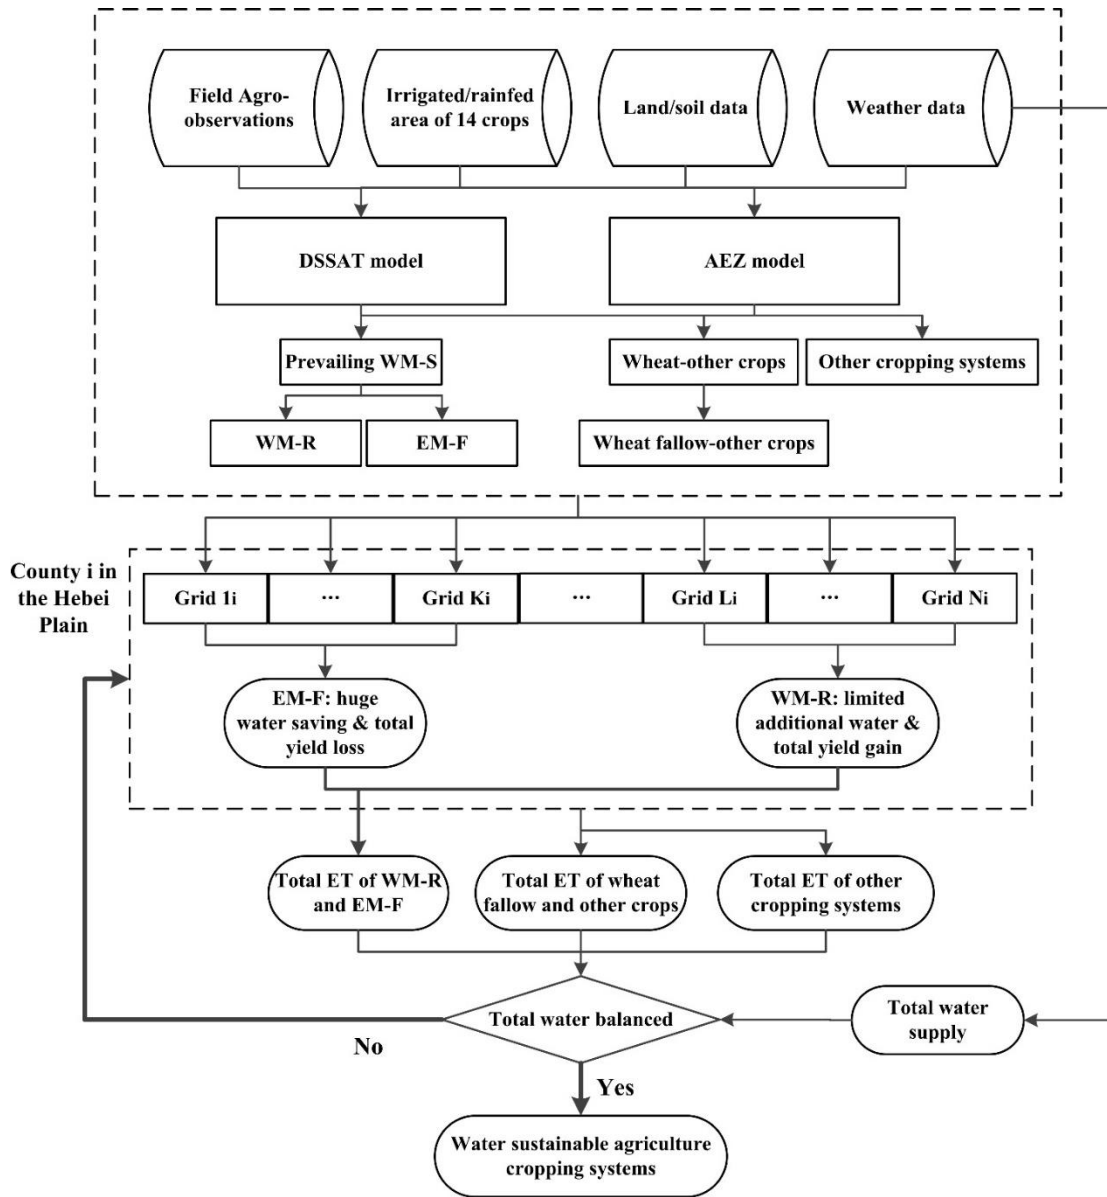 Field Agro-
observations
Irrigated/rainfed
area of 14 crops
Land/soil data
Weather data
DSSAT model
AEZ model
Prevailing WM-S
Wheat-other crops
Other cropping systems
WM-R
EM-F
Wheat fallow-other crops
County i in
the Hebei
Plain
Grid 1i
...
Grid Ki
...
Grid Li
...
Grid Ni
EM-F: huge
water saving & total
yield loss
WM-R: limited
additional water &
total yield gain
Total ET of WM-R
and EM-F
Total ET of wheat
fallow and other crops
Total ET of other
cropping systems
Total water balanced
Total water
supply
No
Yes
Water sustainable agriculture
cropping systems